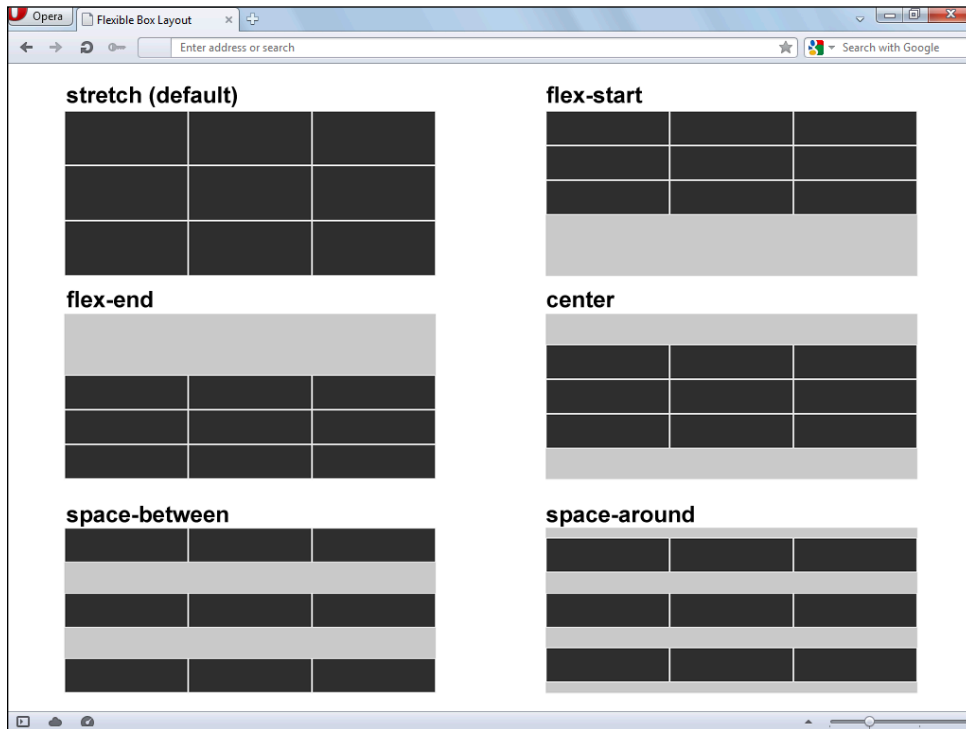 Opera
Flexible Box Layout
Enter address or search
Search with Google
stretch (default)
flex-start
flex-end
center
space-between
space-around